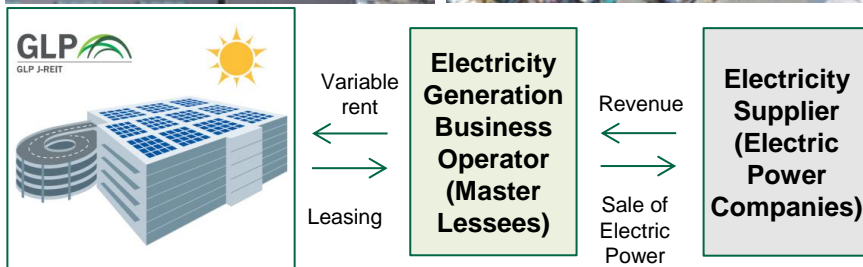 GLP
GLP J-REIT
Variable
rent
Leasing
Electricity
Generation
Business
Operator
(Master
Lessees)
Revenue
Sale of
Electric
Power
Electricity
Supplier
(Electric
Power
Companies)